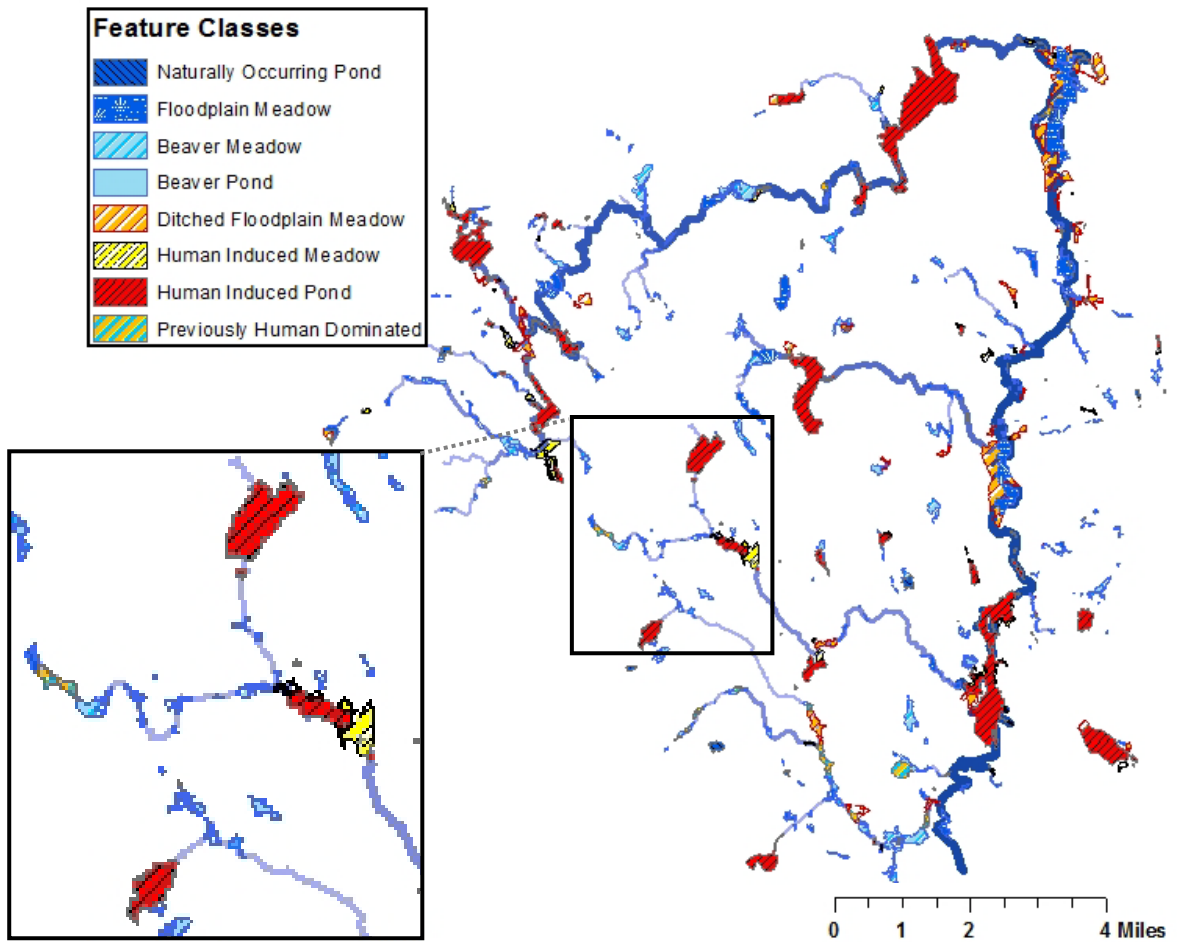 Feature Classes
Naturally Occurring Pond
Floodplain Meadow
Beaver Meadow
Beaver Pond
Ditched Floodplain Meadow
Human Induced Meadow
Human Induced Pond
Previously Human Dominated
0 1 2 4 Miles